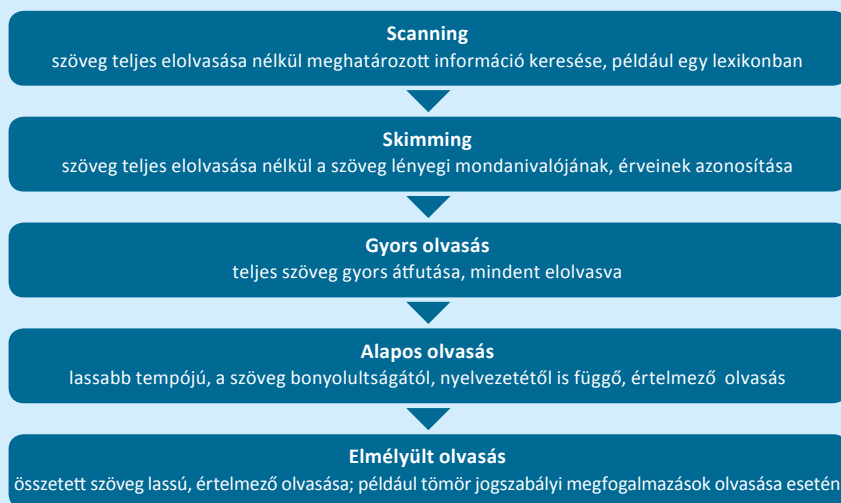 Scanning
szöveg teljes elolvasása nélkül meghatározott információ keresése, például egy lexikonban
Skimming
szöveg teljes elolvasása nélkül a szöveg lényegi mondanivalójának, érveinek azonosítása
Gyors olvasás
teljes szöveg gyors átfutása, mindent elolvasva
Alapos olvasás
lassabb tempójú, a szöveg bonyolultságától, nyelvezetétől is függő, értelmező olvasás
Elmélyült olvasás
összetett szöveg lassú, értelmező olvasása; például tömör jogszabályi megfogalmazások olvasása esetén